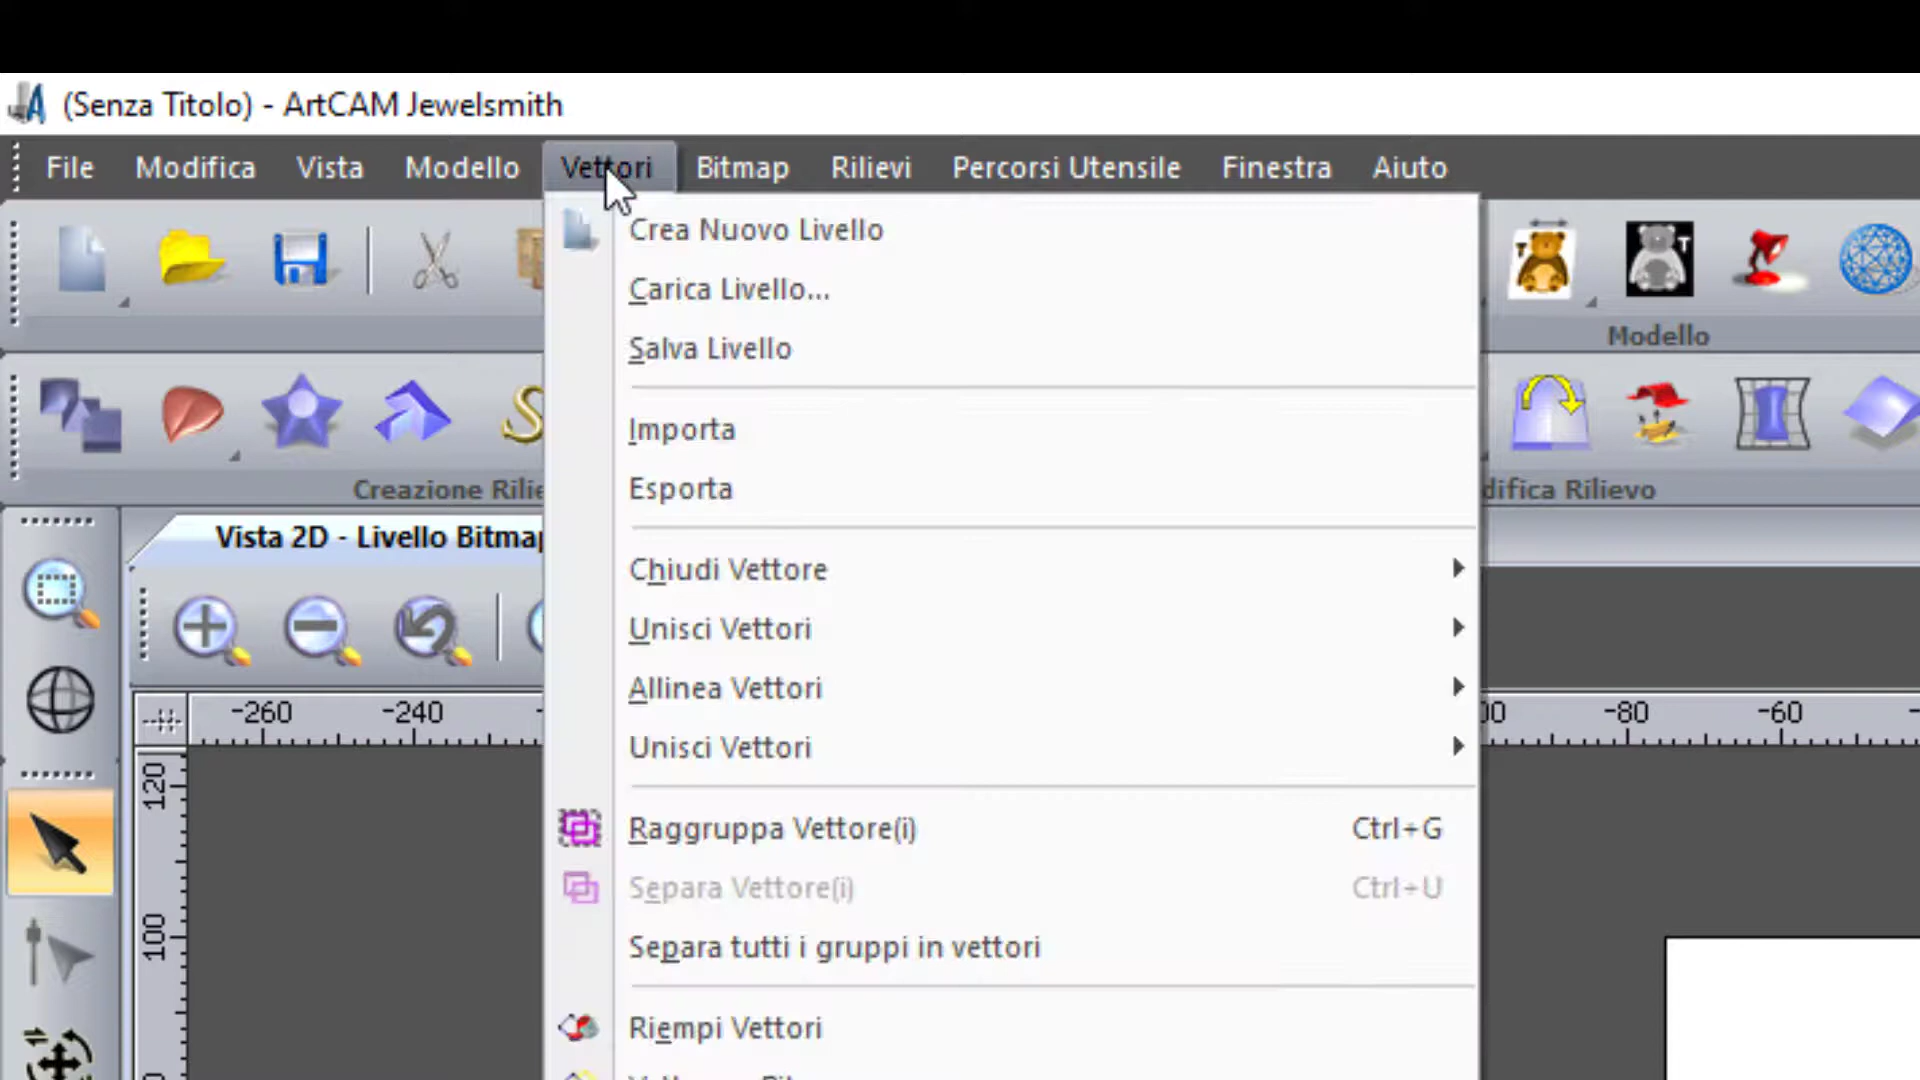 (Senza Titolo) - ArtCAM Jewelsmith
File Modifica Vista Modello Vettori Bitmap Rilievi Percorsi Utensile Finestra Aiuto
Crea Nuovo Livello
Carica Livello...
Salva Livello
Modello
Importa
Esporta
Creazione Rilie
difica Rilievo
Vista 2D - Livello Bitmap
Chiudi Vettore
Unisci Vettori
Allinea Vettori
-260 -240 -80 -60
Unisci Vettori
120
Raggruppa Vettore(i) Ctrl+G
Separa Vettore(i) Ctrl+U
100
Separa tutti i gruppi in vettori
Riempi Vettori